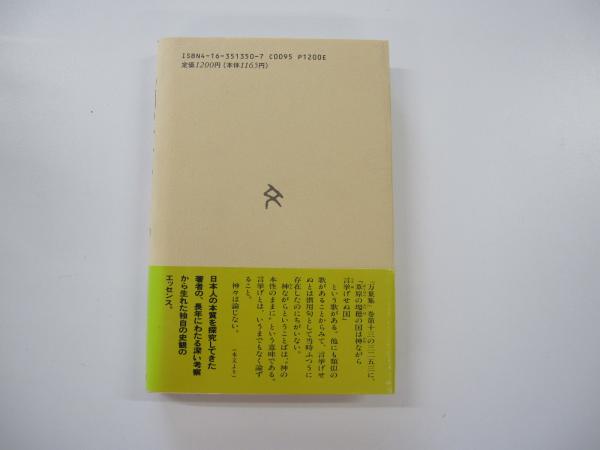 ISBN4-16-351350-7 C0095 P1200E
定価1200円(本体1165円)
『万葉集』巻第十三の三二五三に、
「葦原の瑞穂の国は神ながら
言挙げせぬ国」
という歌がある。他にも類似の
歌があることからみて、言挙げせ
ぬとは慣用句として当時ふつうに
存在したのにちがいない。
神ながらということばは、"神の
本性のままに"という意味である。
言挙げとは、いうまでもなく論ず
ること。
神々は論じない。
(本文より)
日本人の本質を探究してきた
著者の、長年にわたる深い考察
から生れた独自の史観の
エッセンス。